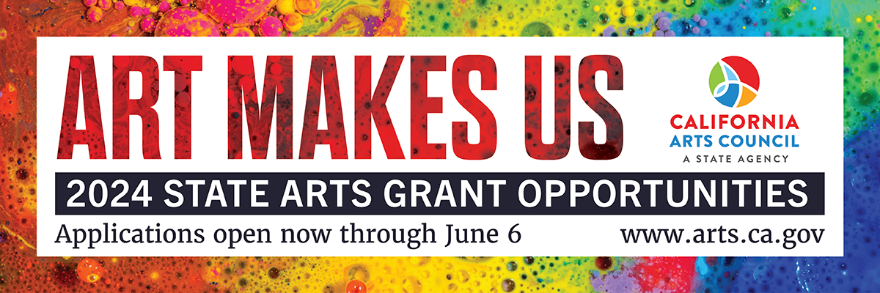 ART MAKES US
CALIFORNIA
ARTS COUNCIL
A STATE AGENCY
2024 STATE ARTS GRANT OPPORTUNITIES
Applications open now through June 6
www.arts.ca.gov